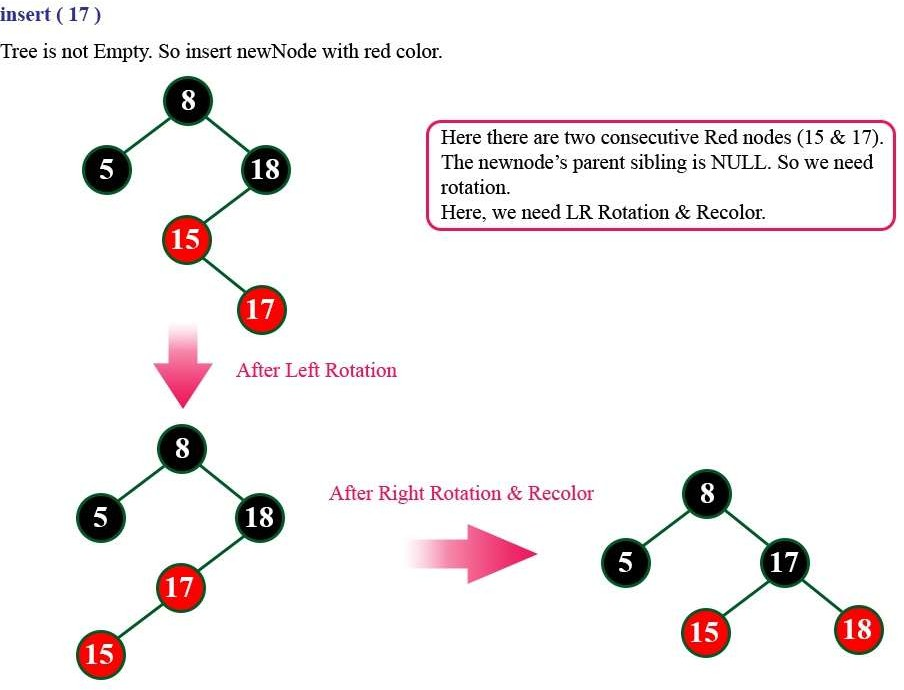 insert ( 17 )
Tree is not Empty. So insert newNode with red color.
8
5
18
15
17
Here there are two consecutive Red nodes (15 & 17).
The newnode’s parent sibling is NULL. So we need
rotation.
Here, we need LR Rotation & Recolor.
After Left Rotation
8
5
18
17
15
After Right Rotation & Recolor
8
5
17
15
18